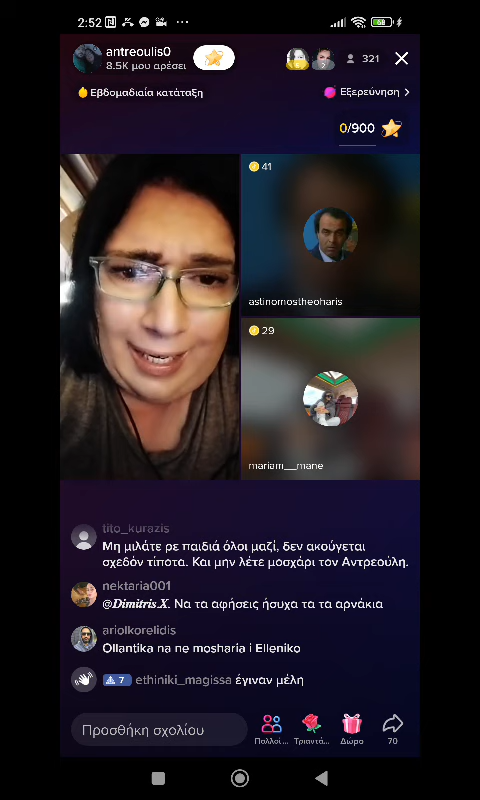 2:52
antreoulis0
8.5K μου αρέσει
6
2
321
Εβδομαδιαία κατάταξη
Εξερεύνηση
0/900
41
astinomostheoharis
29
mariam__mane
tito_kurazis
Μη μιλάτε ρε παιδιά όλοι μαζί, δεν ακούγεται
σχεδόν τίποτα. Και μην λέτε μοσχάρι τον Αντρεούλη.
nektaria001
@𝑫𝒊𝒎𝒊𝒕𝒓𝒊𝒔 𝑿. Να τα αφήσεις ήσυχα τα τα αρνάκια
ariolkorelidis
Ollantika na ne mosharia i Elleniko
7 ethiniki_magissa έγιναν μέλη
Προσθήκη σχολίου
Πολλοί... Τριαντά... Δώρο 70